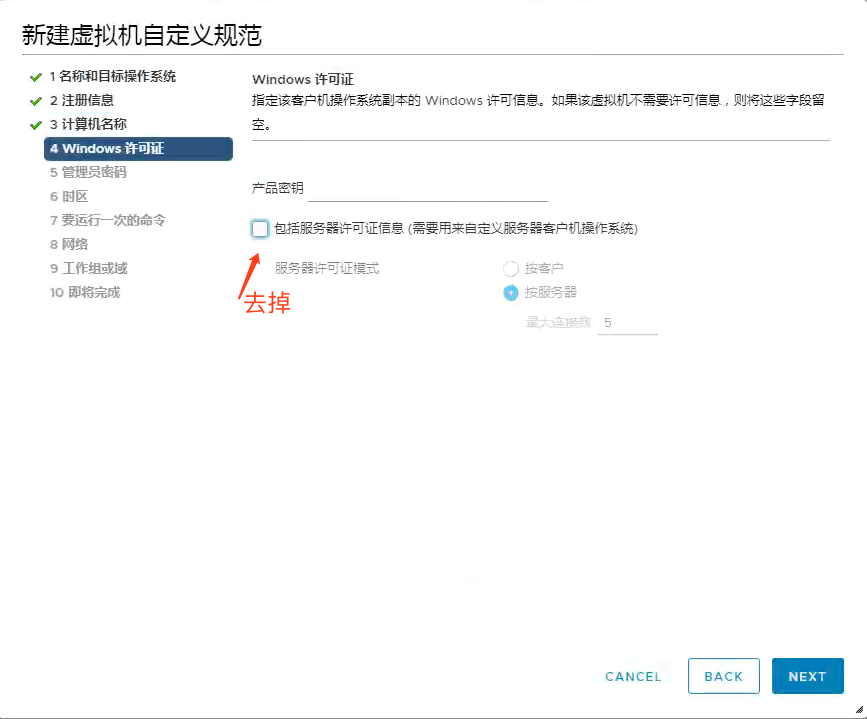 新建虚拟机自定义规范
1 名称和目标操作系统
2 注册信息
3 计算机名称
4 Windows 许可证
5 管理员密码
6 时区
7 要运行一次的命令
8 网络
9 工作组或域
10 即将完成
Windows 许可证
指定该客户机操作系统副本的 Windows 许可信息。如果该虚拟机不需要许可信息，则将这些字段留
空。
产品密钥
包括服务器许可证信息 (需要用来自定义服务器客户机操作系统)
服务器许可证模式
按客户
按服务器
最大连接数 5
去掉
CANCEL
BACK
NEXT